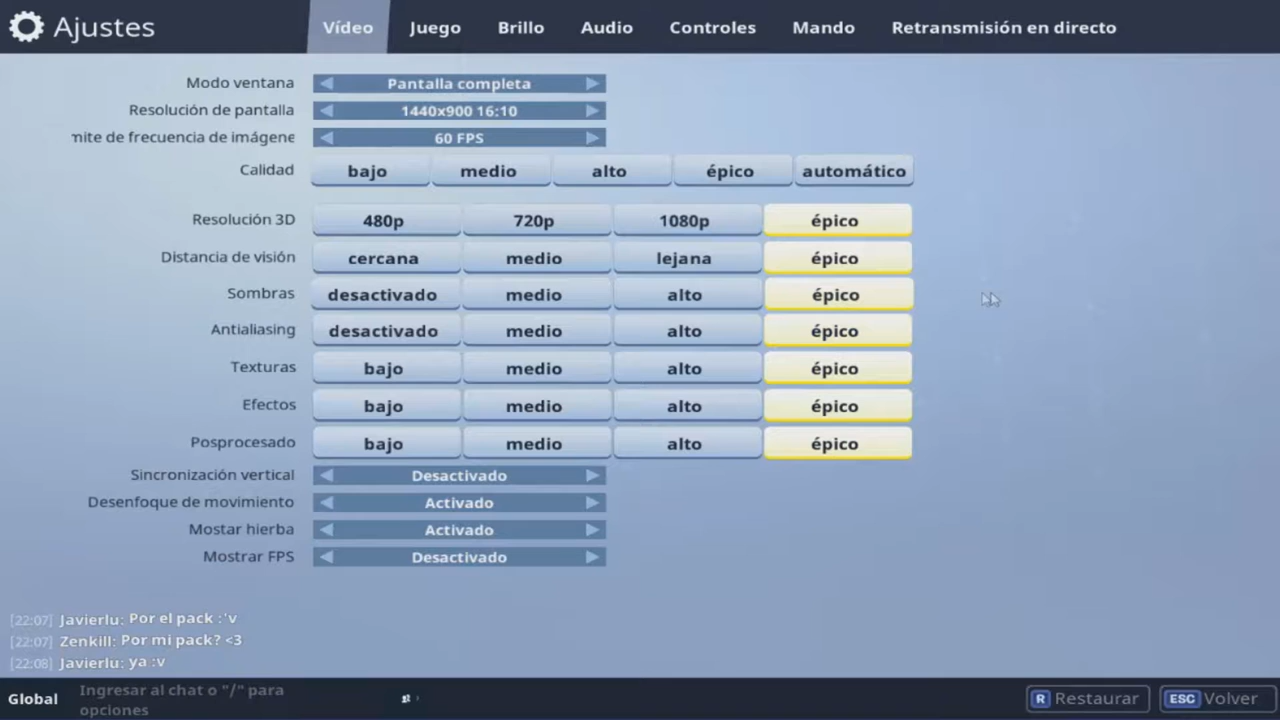 Ajustes Vídeo Juego Brillo Audio Controles Mando Retransmisión en directo
Modo ventana Pantalla completa
Resolución de pantalla 1440x900 16:10
mite de frecuencia de imágene 60 FPS
Calidad bajo medio alto épico automático
Resolución 3D 480p 720p 1080p épico
Distancia de visión cercana medio lejana épico
Sombras desactivado medio alto épico
Antialiasing desactivado medio alto épico
Texturas bajo medio alto épico
Efectos bajo medio alto épico
Posprocesado bajo medio alto épico
Sincronización vertical Desactivado
Desenfoque de movimiento Activado
Mostar hierba Activado
Mostrar FPS Desactivado
[22:07] Javierlu: Por el pack :'v
[22:07] Zenkill: Por mi pack? <3
[22:08] Javierlu: ya :v
Global Ingresar al chat o "/" para
opciones
R Restaurar ESC Volver